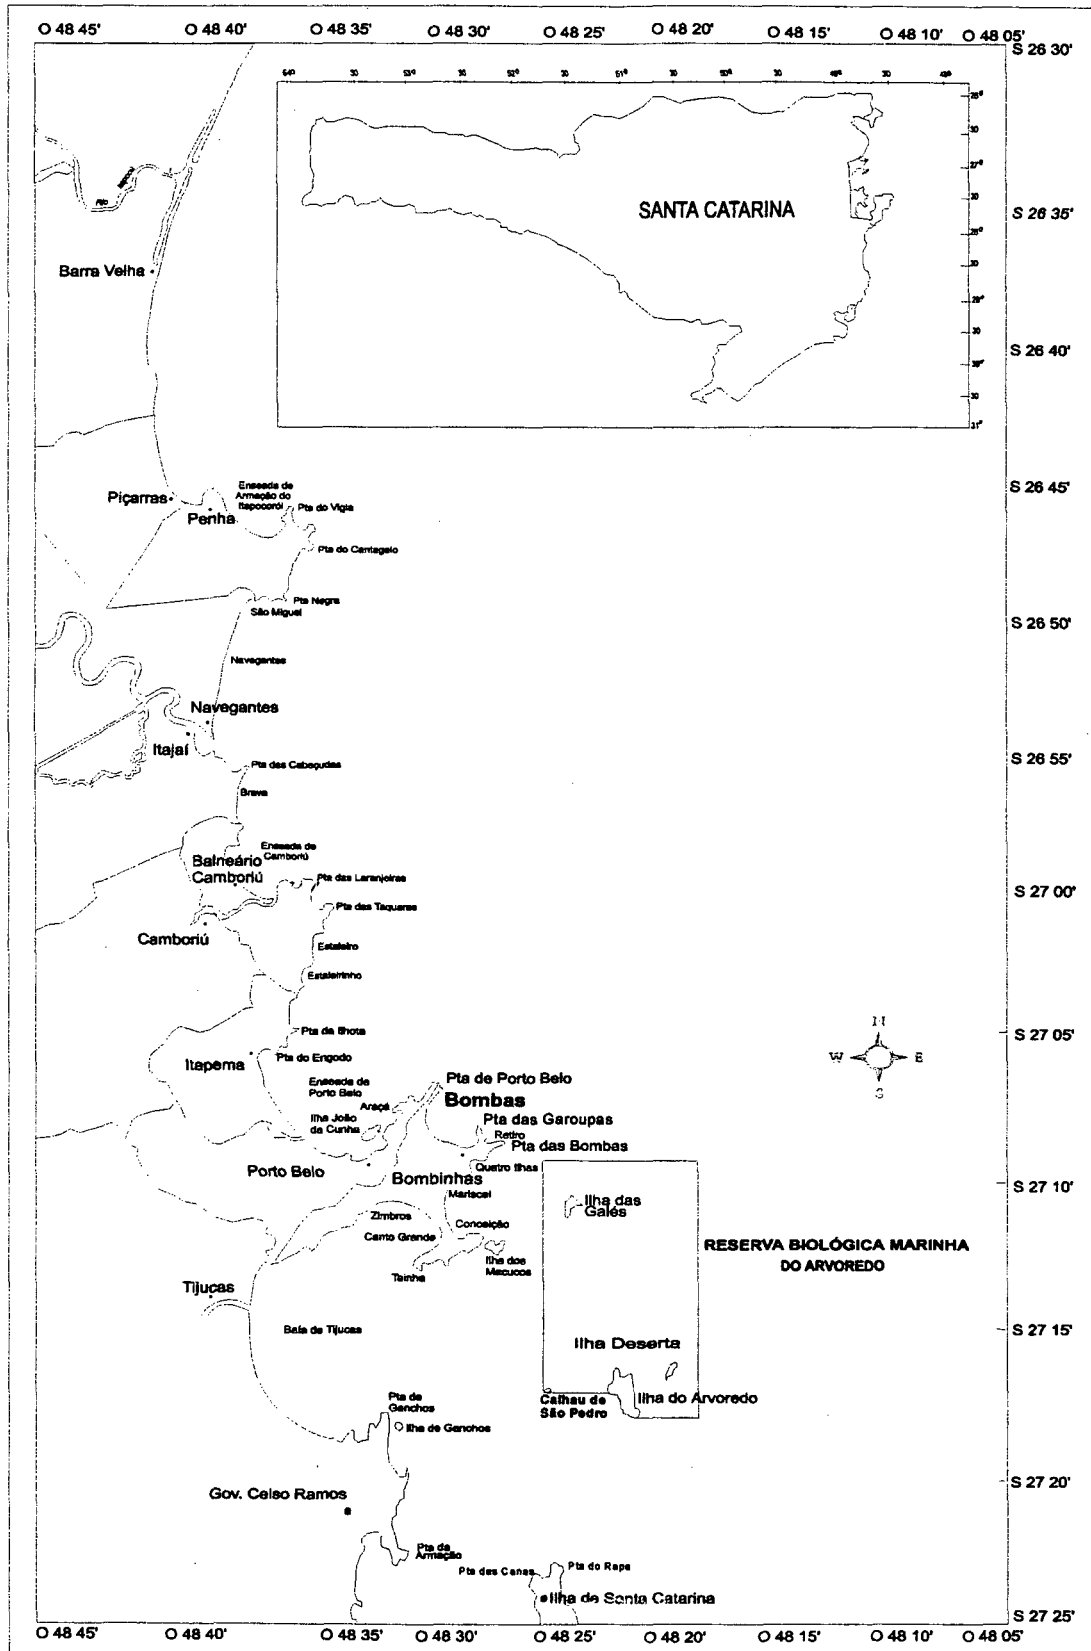 O 48 45' O 48 40' O 48 35' O 48 30' O 48 25' O 48 20' O 48 15' O 48 10' O 48 05'
S 26 30'
SANTA CATARINA
Rio
S 26 35'
Barra Velha
S 26 40'
S 26 45'
Piçarras
Penha
Enseada de
Armação do
Itapocorói
Pta do Vigia
Pta do Cantagalo
Pta Negra
São Miguel
S 26 50'
Navegantes
Navegantes
Itajaí
S 26 55'
Pta das Cabeçudas
Brava
Enseada de
Camboriú
Balneário
Camboriú
Pta das Laranjeiras
S 27 00'
Pta das Taquaras
Camboriú
Estaleiro
Estaleirinho
Pta da Ilhota
S 27 05'
N
W E
S
Itapema
Pta do Engodo
Enseada de
Porto Belo
Pta de Porto Belo
Araçá
Bombas
Ilha João
da Cunha
Pta das Garoupas
Retiro
Pta das Bombas
Porto Belo
Quatro Ilhas
Bombinhas
Mariscal
S 27 10'
Ilha das
Galés
Zimbros
Conceição
Canto Grande
RESERVA BIOLÓGICA MARINHA
DO ARVOREDO
Ilha dos
Macucos
Tainha
Tijucas
Baía de Tijucas
S 27 15'
Ilha Deserta
Ilha do Arvoredo
Calhau de
São Pedro
Pta de
Ganchos
Ilha de Ganchos
S 27 20'
Gov. Celso Ramos
Pta da
Armação
Pta das Canas
Pta do Rapa
Ilha de Santa Catarina
S 27 25'
O 48 45' O 48 40' O 48 35' O 48 30' O 48 25' O 48 20' O 48 15' O 48 10' O 48 05'